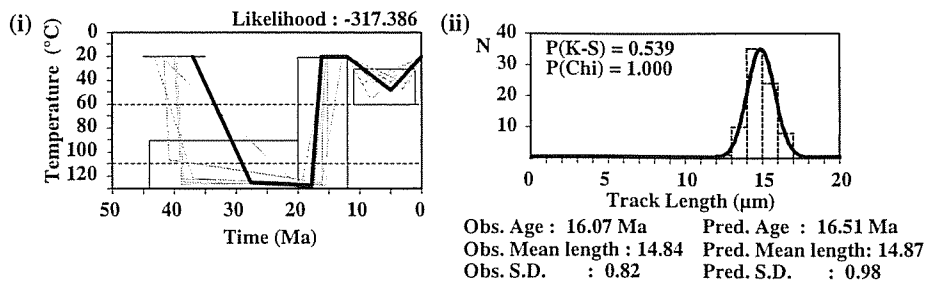 (i)
Likelihood : -317.386
Temperature (°C)
0
20
40
60
80
100
120
50
40
30
20
10
0
Time (Ma)
(ii)
N
40
30
20
10
P(K-S) = 0.539
P(Chi) = 1.000
0
5
10
15
20
Track Length (μm)
Obs. Age : 16.07 Ma
Pred. Age : 16.51 Ma
Obs. Mean length : 14.84
Pred. Mean length: 14.87
Obs. S.D. : 0.82
Pred. S.D. : 0.98